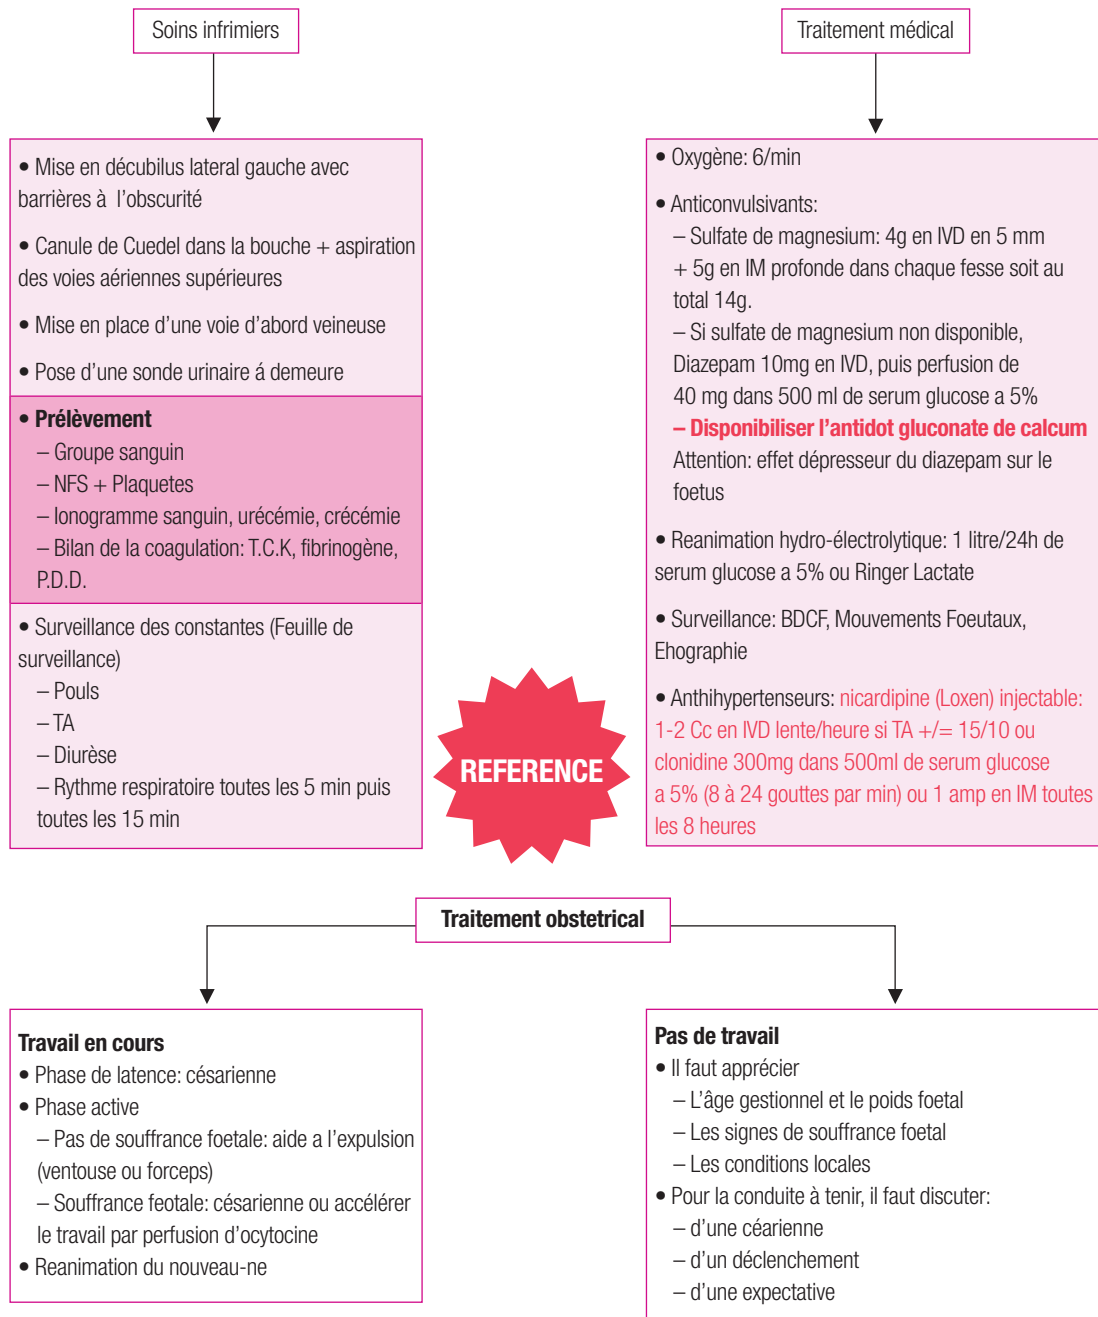 Soins infrimiers
• Mise en décubilus lateral gauche avec
barrières à l'obscurité
• Canule de Cuedel dans la bouche + aspiration
des voies aériennes supérieures
• Mise en place d'une voie d'abord veineuse
• Pose d'une sonde urinaire á demeure
• Prélèvement
– Groupe sanguin
– NFS + Plaquetes
– Ionogramme sanguin, urécémie, crécémie
– Bilan de la coagulation: T.C.K, fibrinogène,
P.D.D.
• Surveillance des constantes (Feuille de
surveillance)
– Pouls
– TA
– Diurèse
– Rythme respiratoire toutes les 5 min puis
toutes les 15 min
Traitement médical
• Oxygène: 6/min
• Anticonvulsivants:
– Sulfate de magnesium: 4g en IVD en 5 mm
+ 5g en IM profonde dans chaque fesse soit au
total 14g.
– Si sulfate de magnesium non disponible,
Diazepam 10mg en IVD, puis perfusion de
40 mg dans 500 ml de serum glucose a 5%
– Disponibiliser l'antidot gluconate de calcum
Attention: effet dépresseur du diazepam sur le
foetus
• Reanimation hydro-électrolytique: 1 litre/24h de
serum glucose a 5% ou Ringer Lactate
• Surveillance: BDCF, Mouvements Foeutaux,
Ehographie
• Anthihypertenseurs: nicardipine (Loxen) injectable:
1-2 Cc en IVD lente/heure si TA +/= 15/10 ou
clonidine 300mg dans 500ml de serum glucose
a 5% (8 à 24 gouttes par min) ou 1 amp en IM toutes
les 8 heures
REFERENCE
Traitement obstetrical
Travail en cours
• Phase de latence: césarienne
• Phase active
– Pas de souffrance foetale: aide a l'expulsion
(ventouse ou forceps)
– Souffrance feotale: césarienne ou accélérer
le travail par perfusion d'ocytocine
• Reanimation du nouveau-ne
Pas de travail
• Il faut apprécier
– L'âge gestionnel et le poids foetal
– Les signes de souffrance foetal
– Les conditions locales
• Pour la conduite à tenir, il faut discuter:
– d'une céarienne
– d'un déclenchement
– d'une expectative